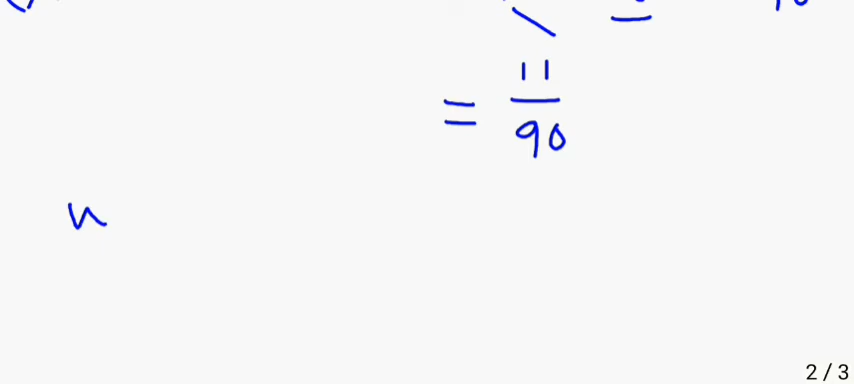 = 11/90
n
2 / 3